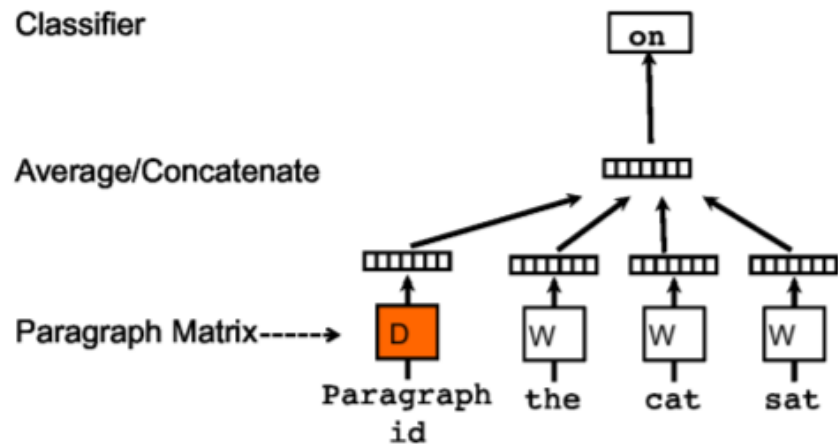 Classifier
on
Average/Concatenate
Paragraph Matrix
D
W
W
W
Paragraph
id
the
cat
sat